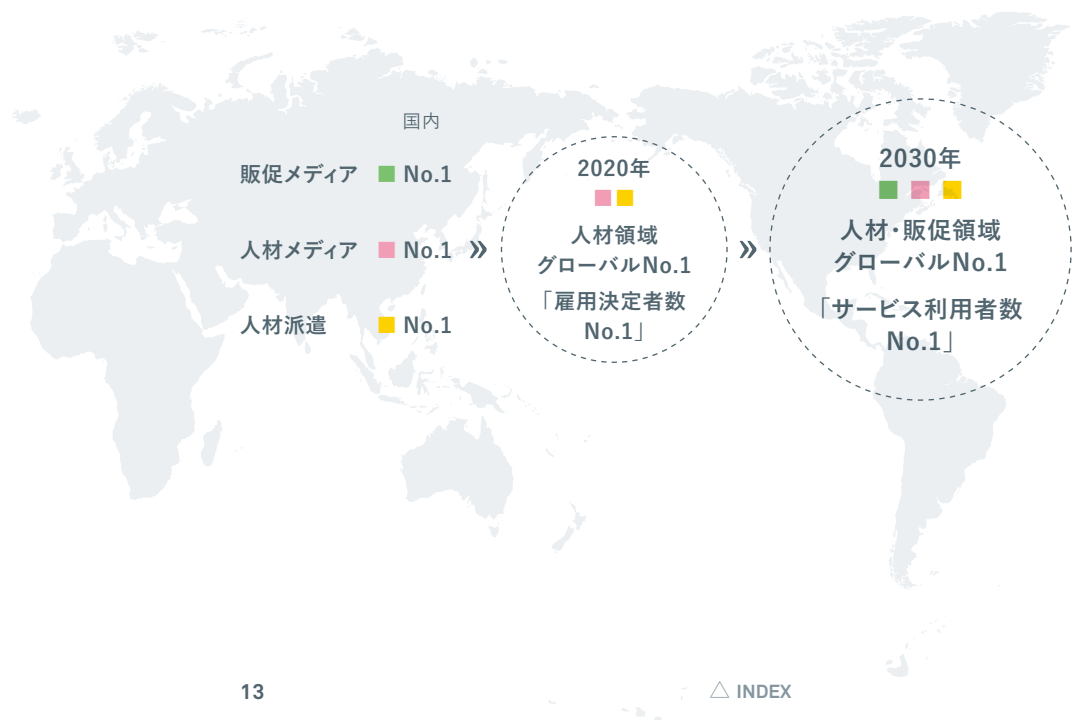 国内
販促メディア ■ No.1
人材メディア ■ No.1
人材派遣 ■ No.1
»
2020年
人材領域
グローバルNo.1
「雇用決定者数
No.1」
»
2030年
人材・販促領域
グローバルNo.1
「サービス利用者数
No.1」
13
△ INDEX